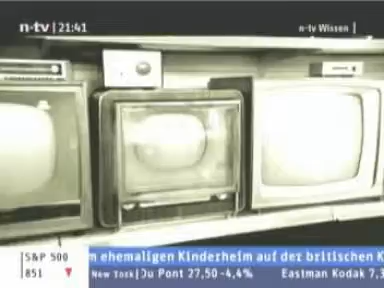 n-tv | 21:41
n-tv Wissen
S&P 500
m ehemaligen Kinderheim auf der britischen K
851 ▼
New York | Du Pont 27,50 -4,4% Eastman Kodak 7,3